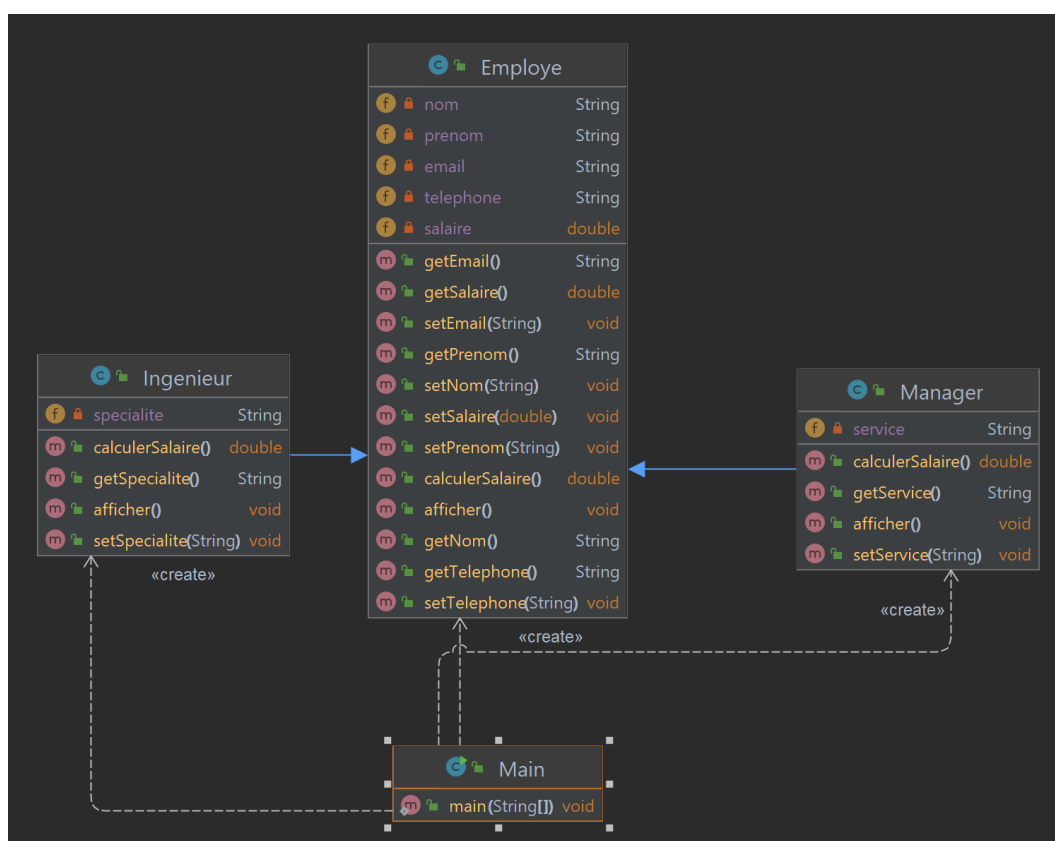 Employe
nom String
prenom String
email String
telephone String
salaire double
getEmail() String
getSalaire() double
setEmail(String) void
getPrenom() String
setNom(String) void
setSalaire(double) void
setPrenom(String) void
calculerSalaire() double
afficher() void
getNom() String
getTelephone() String
setTelephone(String) void
Ingenieur
specialite String
calculerSalaire() double
getSpecialite() String
afficher() void
setSpecialite(String) void
Manager
service String
calculerSalaire() double
getService() String
afficher() void
setService(String) void
«create»
«create»
«create»
Main
main(String[]) void